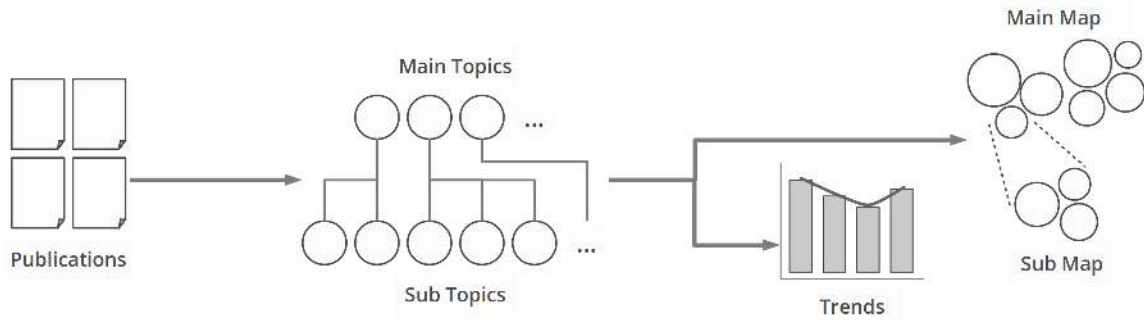 Main Map
Main Topics
...
...
Publications
Sub Topics
Sub Map
Trends